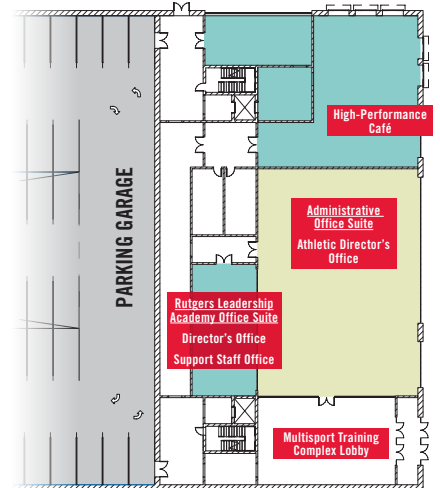 High-Performance
Café
PARKING GARAGE
Administrative
Office Suite
Athletic Director's
Office
Rutgers Leadership
Academy Office Suite
Director's Office
Support Staff Office
Multisport Training
Complex Lobby